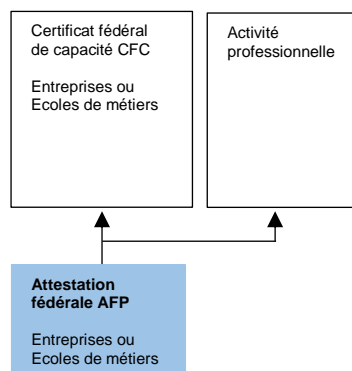 Certificat fédéral
de capacité CFC
Entreprises ou
Ecoles de métiers
Activité
professionnelle
Attestation
fédérale AFP
Entreprises ou
Ecoles de métiers